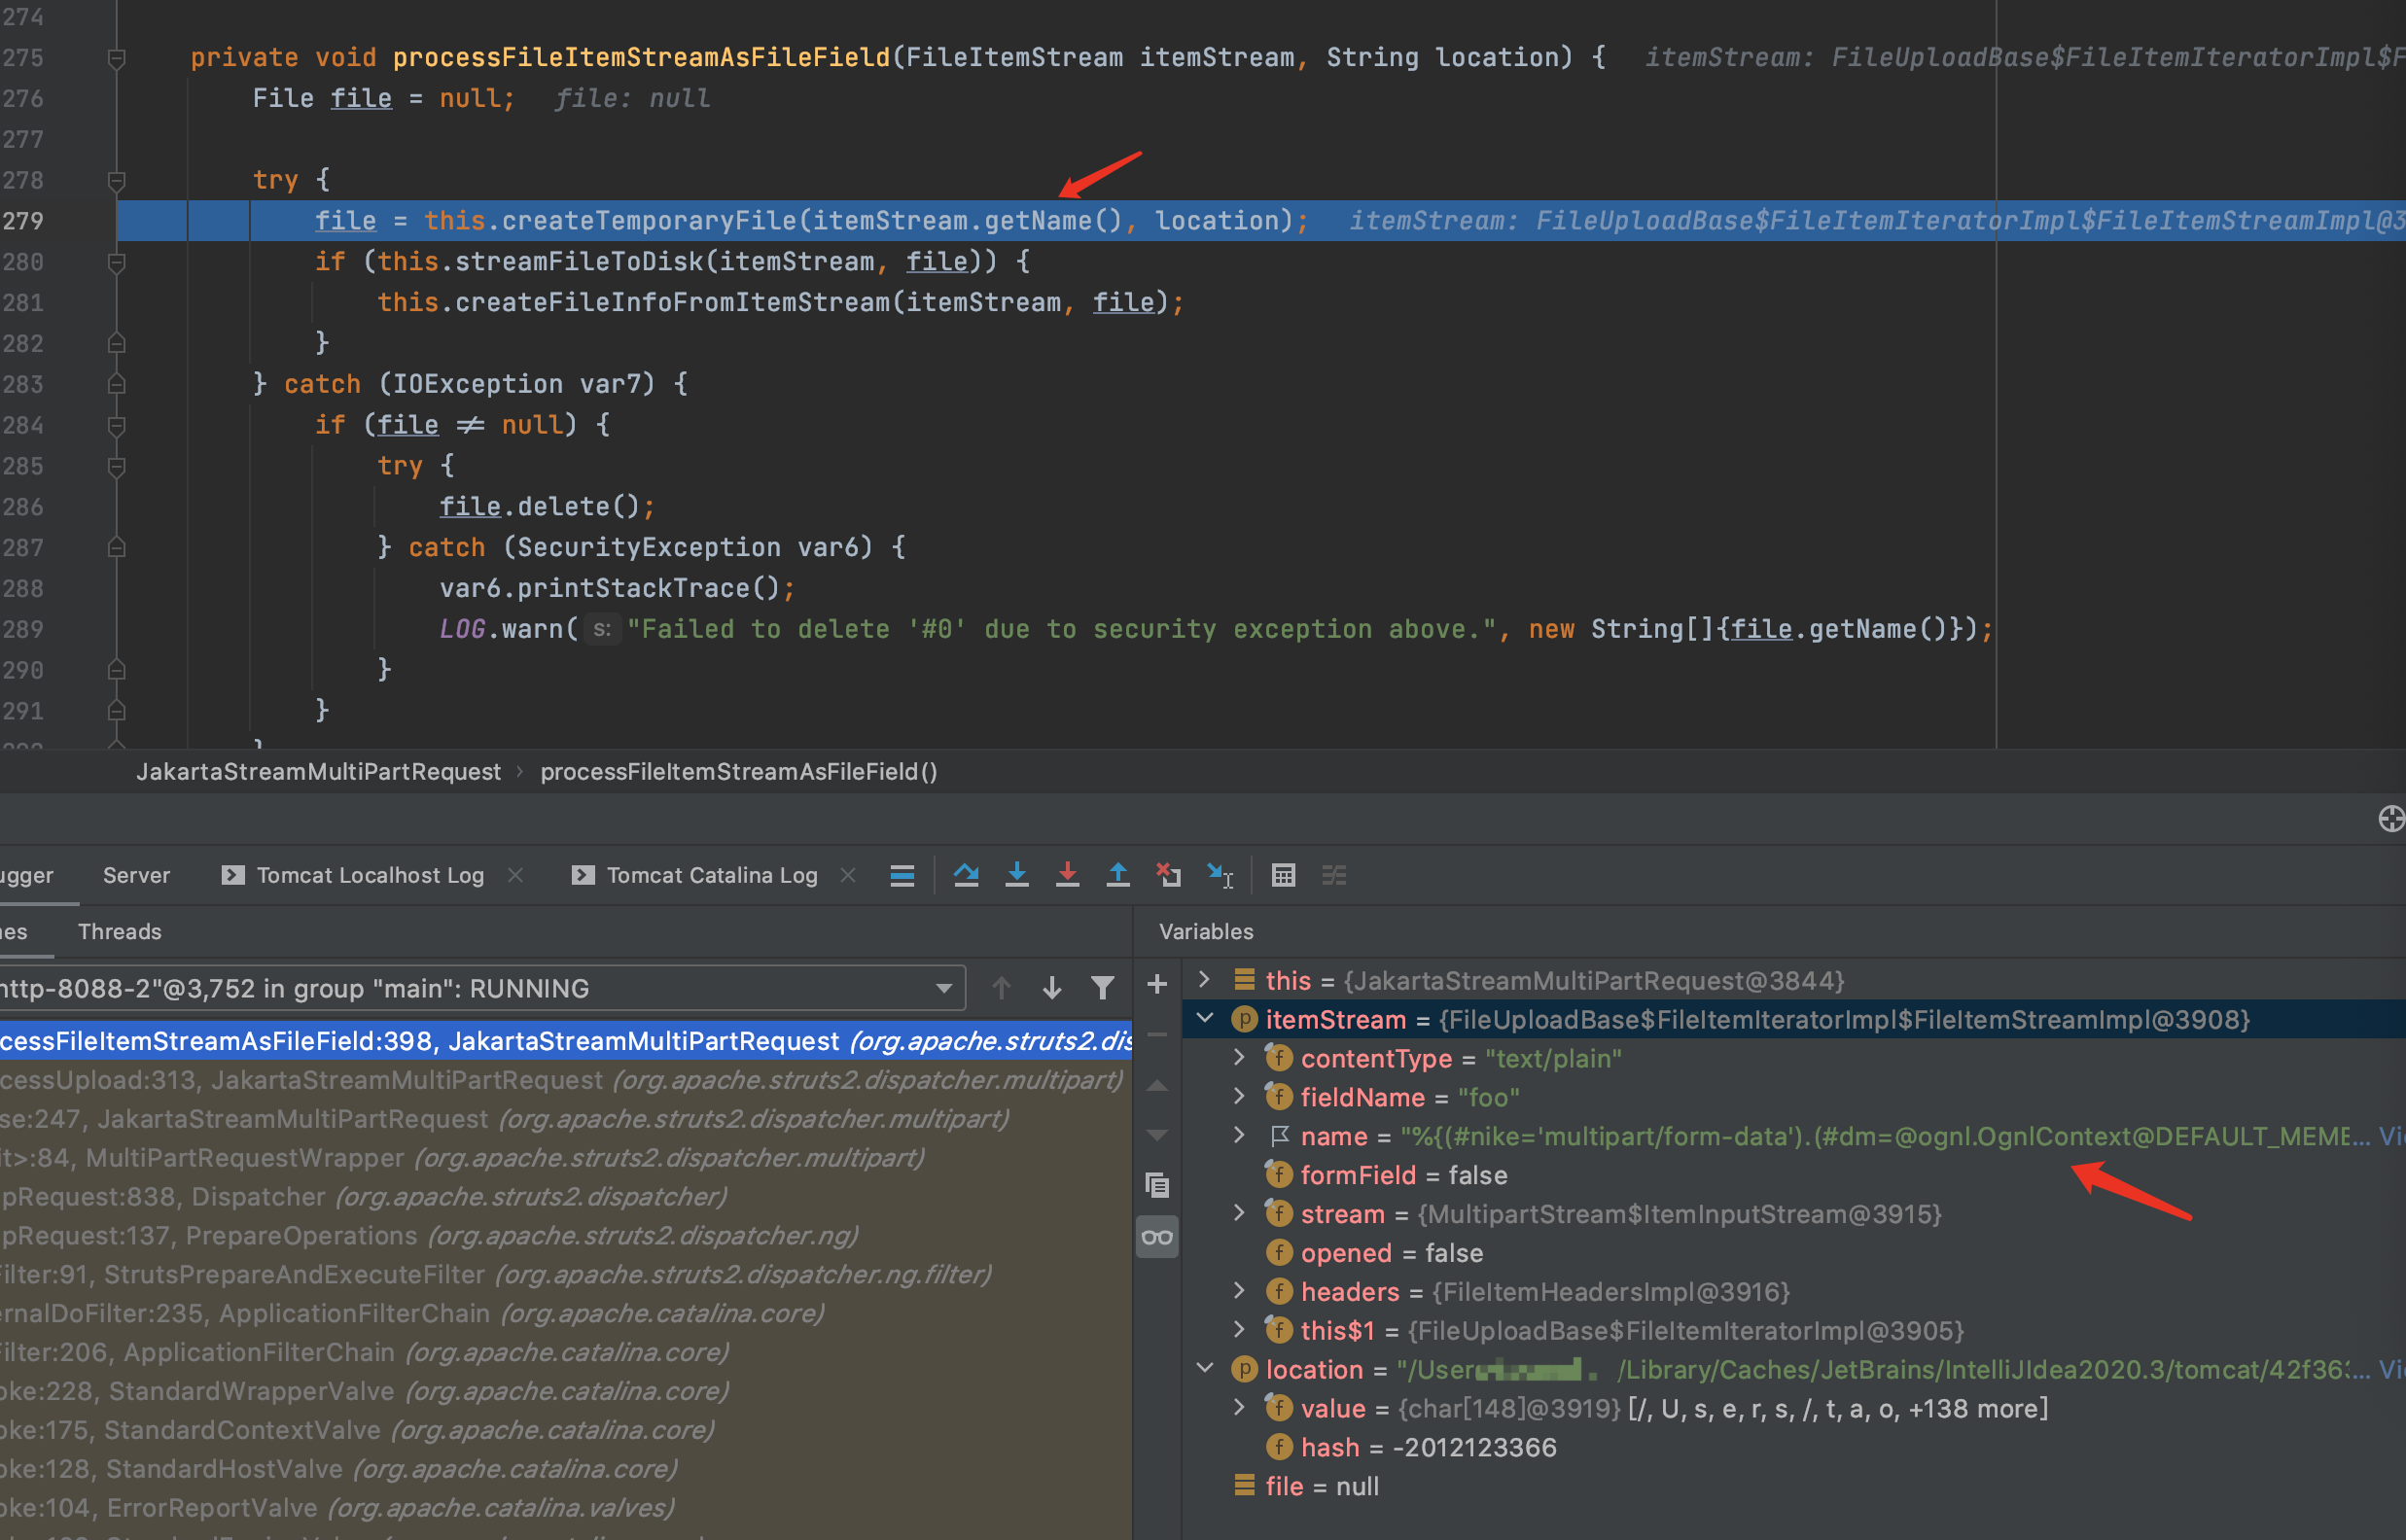 274
275 private void processFileItemStreamAsFileField(FileItemStream itemStream, String location) { itemStream: FileUploadBase$FileItemIteratorImpl$F
276 File file = null; file: null
277
278 try {
279 file = this.createTemporaryFile(itemStream.getName(), location); itemStream: FileUploadBase$FileItemIteratorImpl$FileItemStreamImpl@3
280 if (this.streamFileToDisk(itemStream, file)) {
281 this.createFileInfoFromItemStream(itemStream, file);
282 }
283 } catch (IOException var7) {
284 if (file ≠ null) {
285 try {
286 file.delete();
287 } catch (SecurityException var6) {
288 var6.printStackTrace();
289 LOG.warn( s: "Failed to delete '#0' due to security exception above.", new String[]{file.getName()});
290 }
291 }
JakartaStreamMultiPartRequest › processFileItemStreamAsFileField()
ugger Server Tomcat Localhost Log × Tomcat Catalina Log ×
nes Threads
Variables
http-8088-2"@3,752 in group "main": RUNNING
cessFileItemStreamAsFileField:398, JakartaStreamMultiPartRequest (org.apache.struts2.dis
cessUpload:313, JakartaStreamMultiPartRequest (org.apache.struts2.dispatcher.multipart)
se:247, JakartaStreamMultiPartRequest (org.apache.struts2.dispatcher.multipart)
it>:84, MultiPartRequestWrapper (org.apache.struts2.dispatcher.multipart)
pRequest:838, Dispatcher (org.apache.struts2.dispatcher)
pRequest:137, PrepareOperations (org.apache.struts2.dispatcher.ng)
Filter:91, StrutsPrepareAndExecuteFilter (org.apache.struts2.dispatcher.ng.filter)
ernalDoFilter:235, ApplicationFilterChain (org.apache.catalina.core)
Filter:206, ApplicationFilterChain (org.apache.catalina.core)
oke:228, StandardWrapperValve (org.apache.catalina.core)
oke:175, StandardContextValve (org.apache.catalina.core)
oke:128, StandardHostValve (org.apache.catalina.core)
oke:104, ErrorReportValve (org.apache.catalina.valves)
this = {JakartaStreamMultiPartRequest@3844}
itemStream = {FileUploadBase$FileItemIteratorImpl$FileItemStreamImpl@3908}
contentType = "text/plain"
fieldName = "foo"
name = "%{(#nike='multipart/form-data').(#dm=@ognl.OgnlContext@DEFAULT_MEME... Vi
formField = false
stream = {MultipartStream$ItemInputStream@3915}
opened = false
headers = {FileItemHeadersImpl@3916}
this$1 = {FileUploadBase$FileItemIteratorImpl@3905}
location = "/User /Library/Caches/JetBrains/IntelliJIdea2020.3/tomcat/42f363... Vi
value = {char[148]@3919} [/, U, s, e, r, s, /, t, a, o, +138 more]
hash = -2012123366
file = null